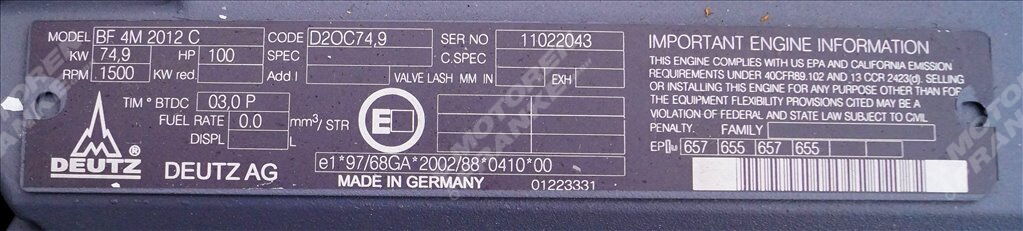 MODEL BF 4M 2012 C CODE D2OC74,9 SER NO 11022043
KW 74,9 HP 100 SPEC C.SPEC
RPM 1500 KW red. Add I VALVE LASH MM IN EXH
TIM ° BTDC 03,0 P
FUEL RATE 0.0 mm³/STR
DISPL L
E
DEUTZ DEUTZ AG
e1*97/68GA*2002/88*0410*00
MADE IN GERMANY 01223331
IMPORTANT ENGINE INFORMATION
THIS ENGINE COMPLIES WITH US EPA AND CALIFORNIA EMISSION
REQUIREMENTS UNDER 40CFR89.102 AND 13 CCR 2423(d). SELLING
OR INSTALLING THIS ENGINE FOR ANY PURPOSE OTHER THAN FOR
THE EQUIPMENT FLEXIBILITY PROVISIONS CITED MAY BE A
VIOLATION OF FEDERAL AND STATE LAW SUBJECT TO CIVIL
PENALTY. FAMILY
EP 657 655 657 655
MOTOREN
KRANKER